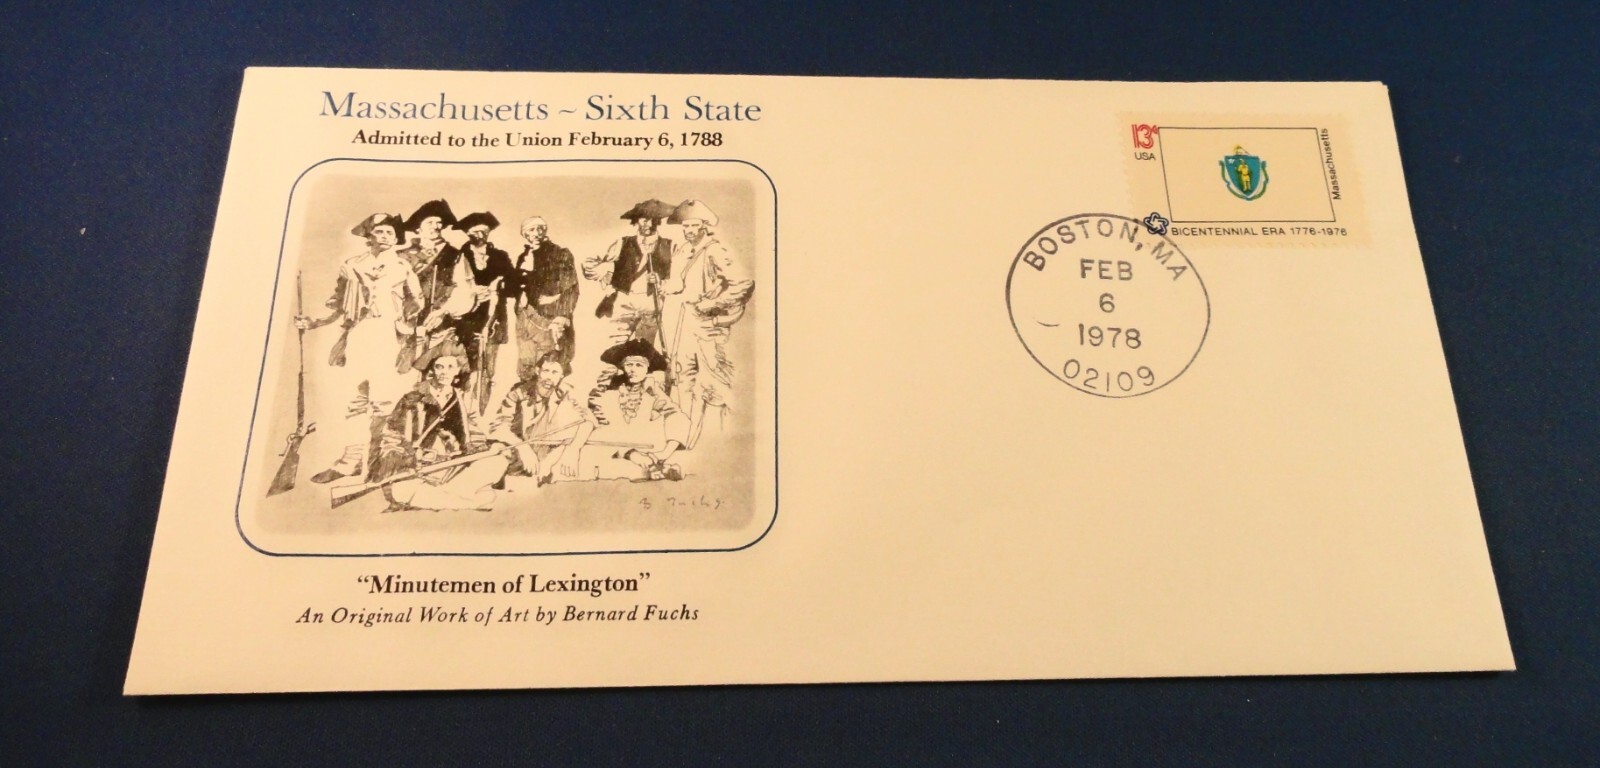 Massachusetts ~ Sixth State
Admitted to the Union February 6, 1788
B Fuchs
"Minutemen of Lexington"
An Original Work of Art by Bernard Fuchs
13c
USA
Massachusetts
BICENTENNIAL ERA 1776-1976
BOSTON, MA
FEB
6
1978
02109